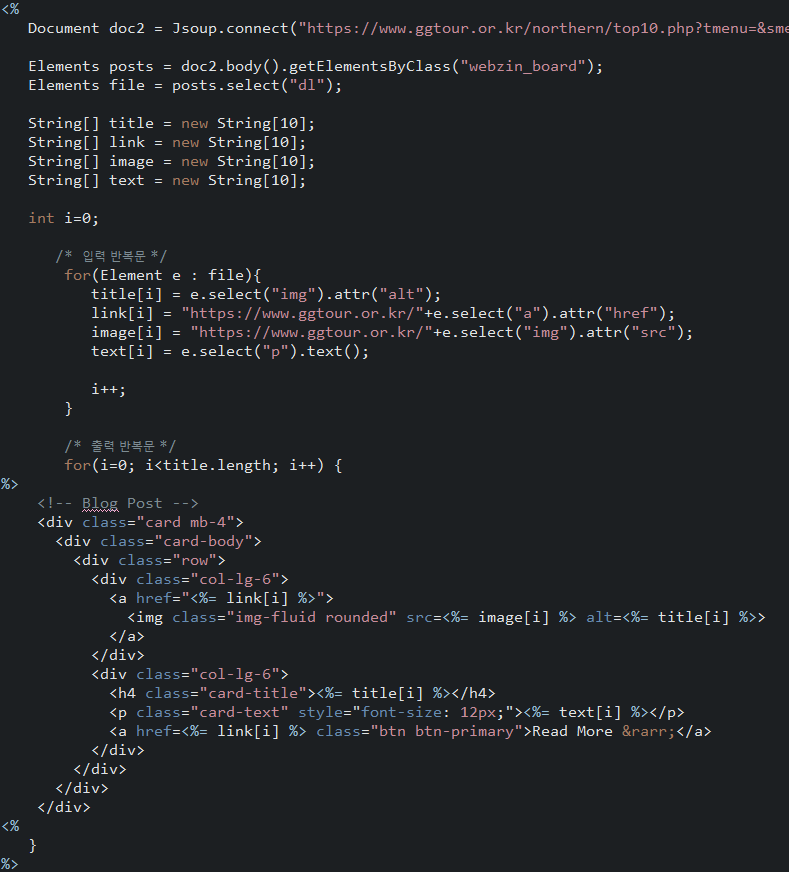 <%
Document doc2 = Jsoup.connect("https://www.ggtour.or.kr/northern/top10.php?tmenu=&sme
Elements posts = doc2.body().getElementsByClass("webzin_board");
Elements file = posts.select("dl");
String[] title = new String[10];
String[] link = new String[10];
String[] image = new String[10];
String[] text = new String[10];
int i=0;
/* 입력 반복문 */
for(Element e : file){
title[i] = e.select("img").attr("alt");
link[i] = "https://www.ggtour.or.kr/"+e.select("a").attr("href");
image[i] = "https://www.ggtour.or.kr/"+e.select("img").attr("src");
text[i] = e.select("p").text();
i++;
}
/* 출력 반복문 */
for(i=0; i<title.length; i++) {
%>
<!-- Blog Post -->
<div class="card mb-4">
<div class="card-body">
<div class="row">
<div class="col-lg-6">
<a href="<%= link[i] %>">
<img class="img-fluid rounded" src=<%= image[i] %> alt=<%= title[i] %>>
</a>
</div>
<div class="col-lg-6">
<h4 class="card-title"><%= title[i] %></h4>
<p class="card-text" style="font-size: 12px;"><%= text[i] %></p>
<a href=<%= link[i] %> class="btn btn-primary">Read More &rarr;</a>
</div>
</div>
</div>
</div>
<%
}
%>